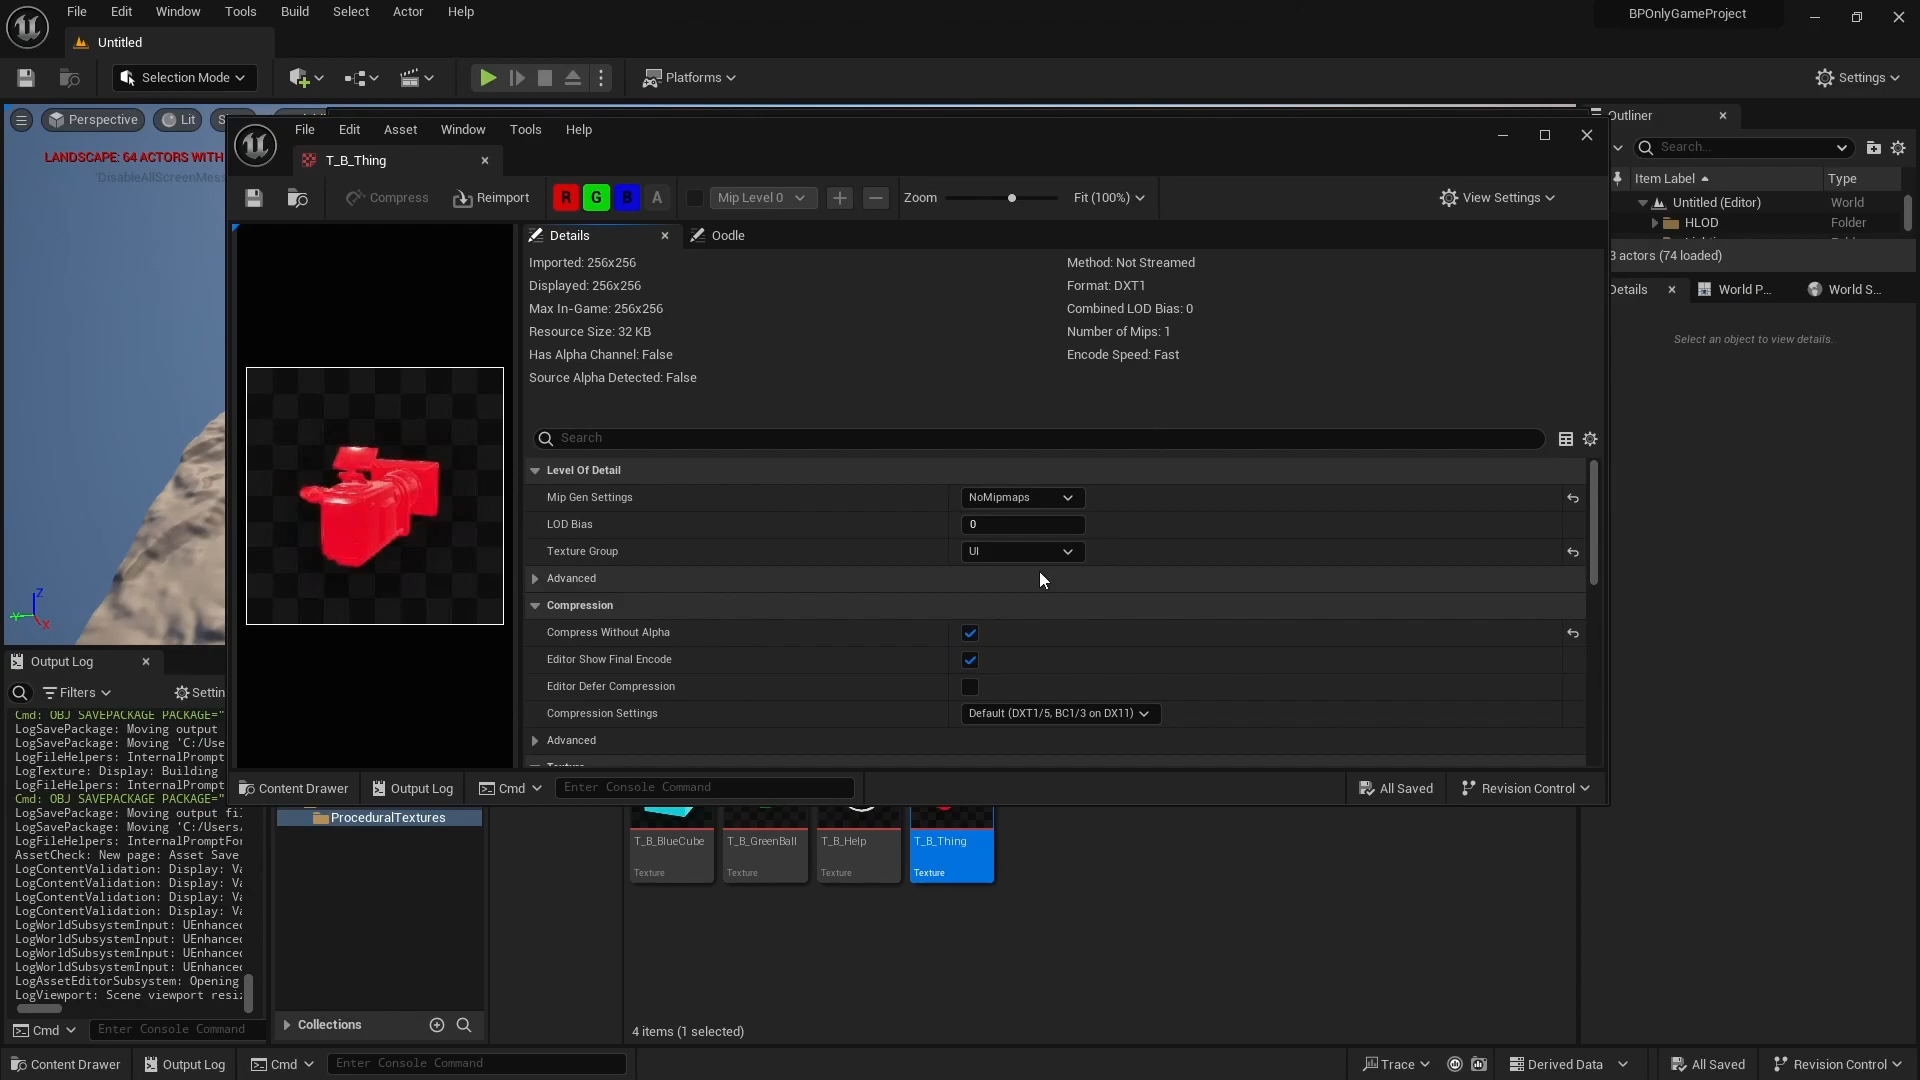 File Edit Window Tools Build Select Actor Help
BPOnlyGameProject
Untitled
Selection Mode
Platforms
Settings
Perspective
Lit
LANDSCAPE: 64 ACTORS WITH
'DisableAllScreenMess
File Edit Asset Window Tools Help
T_B_Thing
Compress
Reimport
R G B A
Mip Level 0
Zoom
Fit (100%)
View Settings
Details
Oodle
Imported: 256x256
Displayed: 256x256
Max In-Game: 256x256
Resource Size: 32 KB
Has Alpha Channel: False
Source Alpha Detected: False
Method: Not Streamed
Format: DXT1
Combined LOD Bias: 0
Number of Mips: 1
Encode Speed: Fast
Search
Level Of Detail
Mip Gen Settings
NoMipmaps
LOD Bias
0
Texture Group
UI
Advanced
Compression
Compress Without Alpha
Editor Show Final Encode
Editor Defer Compression
Compression Settings
Default (DXT1/5, BC1/3 on DX11)
Advanced
Content Drawer
Output Log
Cmd
Enter Console Command
All Saved
Revision Control
Outliner
Search...
Item Label
Type
Untitled (Editor)
World
HLOD
Folder
3 actors (74 loaded)
Details
World P...
World S...
Select an object to view details.
Z
Y
X
Output Log
Filters
Settin
Cmd: OBJ SAVEPACKAGE PACKAGE="
LogSavePackage: Moving output
LogSavePackage: Moving 'C:/Use
LogFileHelpers: InternalPrompt
LogTexture: Display: Building
LogFileHelpers: InternalPrompt
Cmd: OBJ SAVEPACKAGE PACKAGE="
LogSavePackage: Moving output fi
LogSavePackage: Moving 'C:/Users
LogFileHelpers: InternalPromptFor
AssetCheck: New page: Asset Save
LogContentValidation: Display: Va
LogContentValidation: Display: Va
LogContentValidation: Display: Va
LogContentValidation: Display: Va
LogWorldSubsystemInput: UEnhanced
LogWorldSubsystemInput: UEnhanced
LogWorldSubsystemInput: UEnhanced
LogWorldSubsystemInput: UEnhanced
LogAssetEditorSubsystem: Opening
LogViewport: Scene viewport resi
Cmd
Enter Console Command
ProceduralTextures
Collections
T_B_BlueCube
Texture
T_B_GreenBall
Texture
T_B_Help
Texture
T_B_Thing
Texture
4 items (1 selected)
Content Drawer
Output Log
Cmd
Enter Console Command
Trace
Derived Data
All Saved
Revision Control